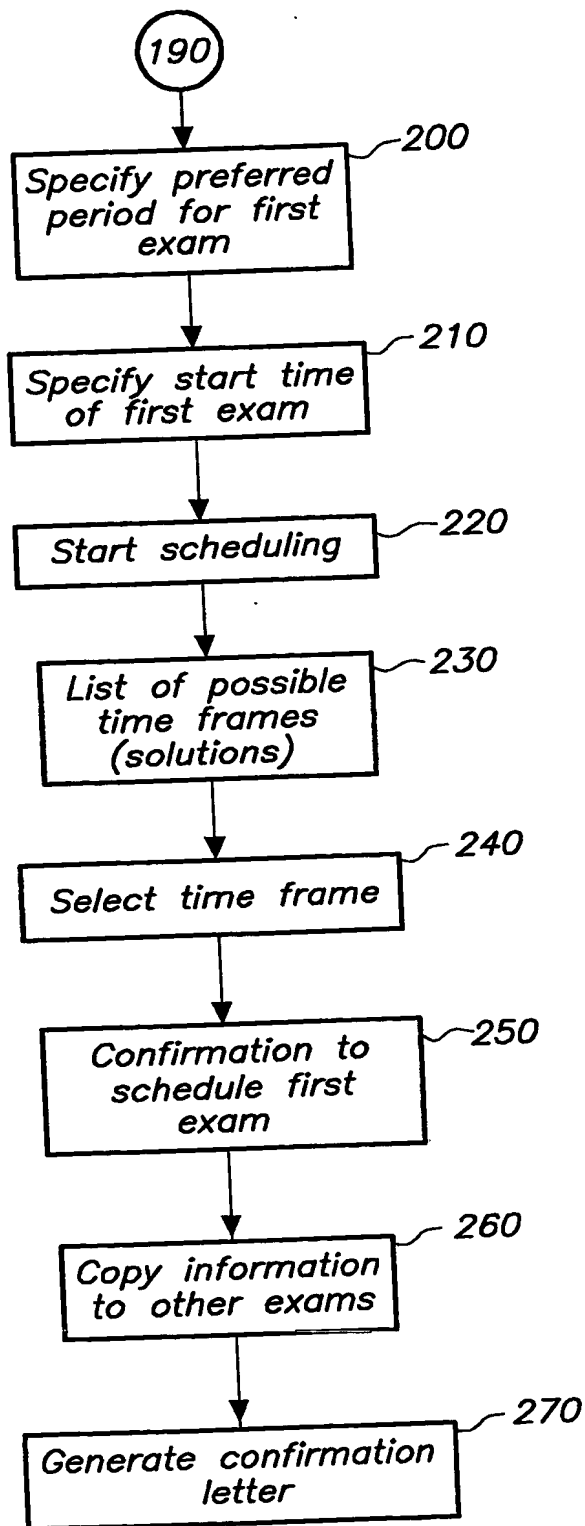 190
200
Specify preferred
period for first
exam
210
Specify start time
of first exam
220
Start scheduling
230
List of possible
time frames
(solutions)
240
Select time frame
250
Confirmation to
schedule first
exam
260
Copy information
to other exams
270
Generate confirmation
letter